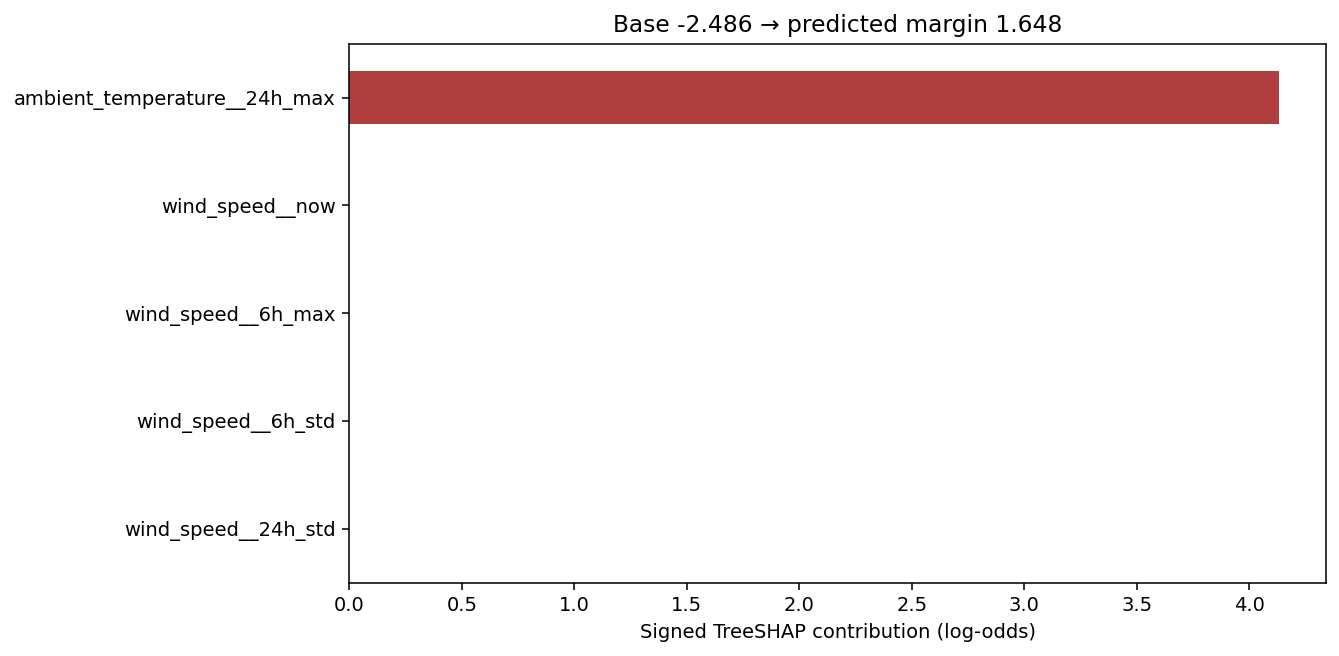 Base -2.486 → predicted margin 1.648
ambient_temperature__24h_max
wind_speed__now
wind_speed__6h_max
wind_speed__6h_std
wind_speed__24h_std
0.0 0.5 1.0 1.5 2.0 2.5 3.0 3.5 4.0
Signed TreeSHAP contribution (log-odds)